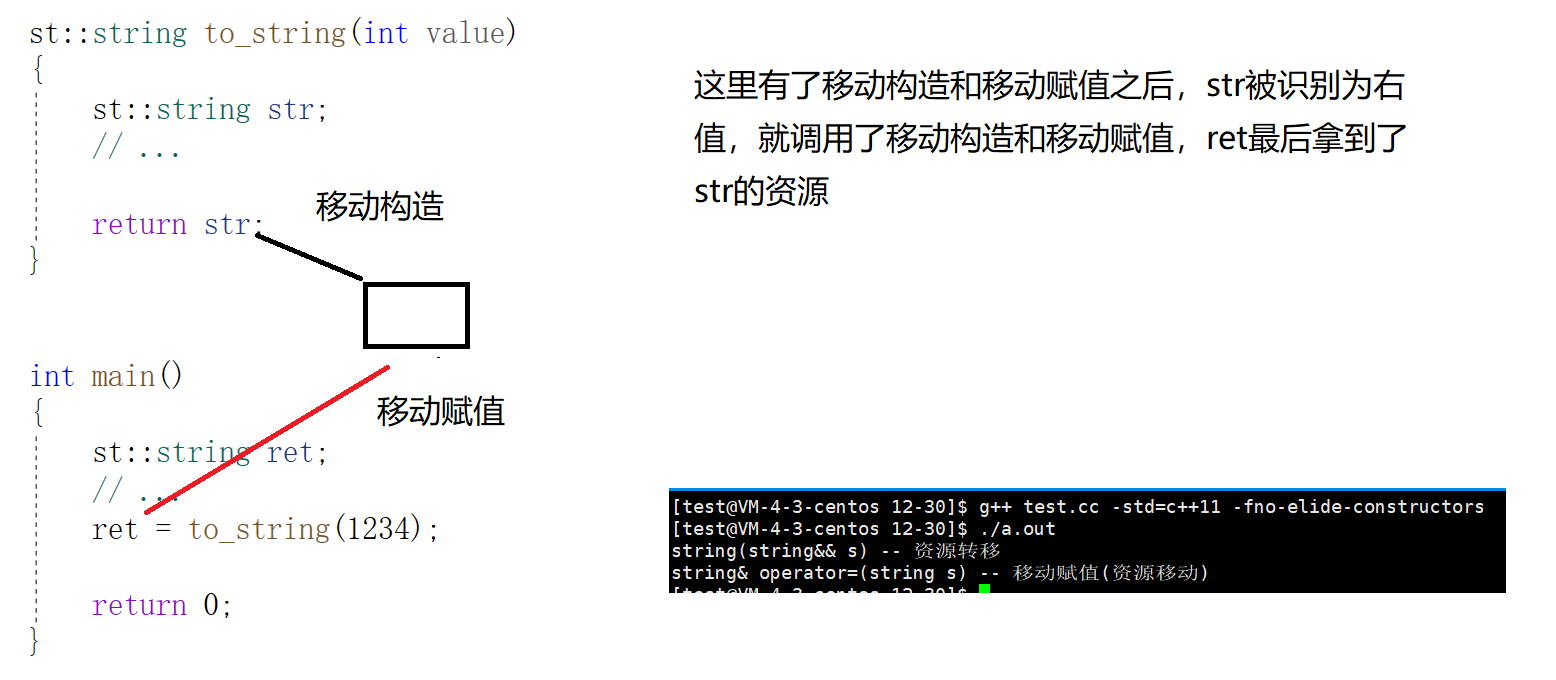 st::string to_string(int value)
{
st::string str;
// ...
return str;
}
移动构造
int main()
{
移动赋值
st::string ret;
// ...
ret = to_string(1234);
return 0;
}
这里有了移动构造和移动赋值之后，str被识别为右
值，就调用了移动构造和移动赋值，ret最后拿到了
str的资源
[test@VM-4-3-centos 12-30]$ g++ test.cc -std=c++11 -fno-elide-constructors
[test@VM-4-3-centos 12-30]$ ./a.out
string(string&& s) -- 资源转移
string& operator=(string s) -- 移动赋值(资源移动)
[test@VM-4-3-centos 12-30]$